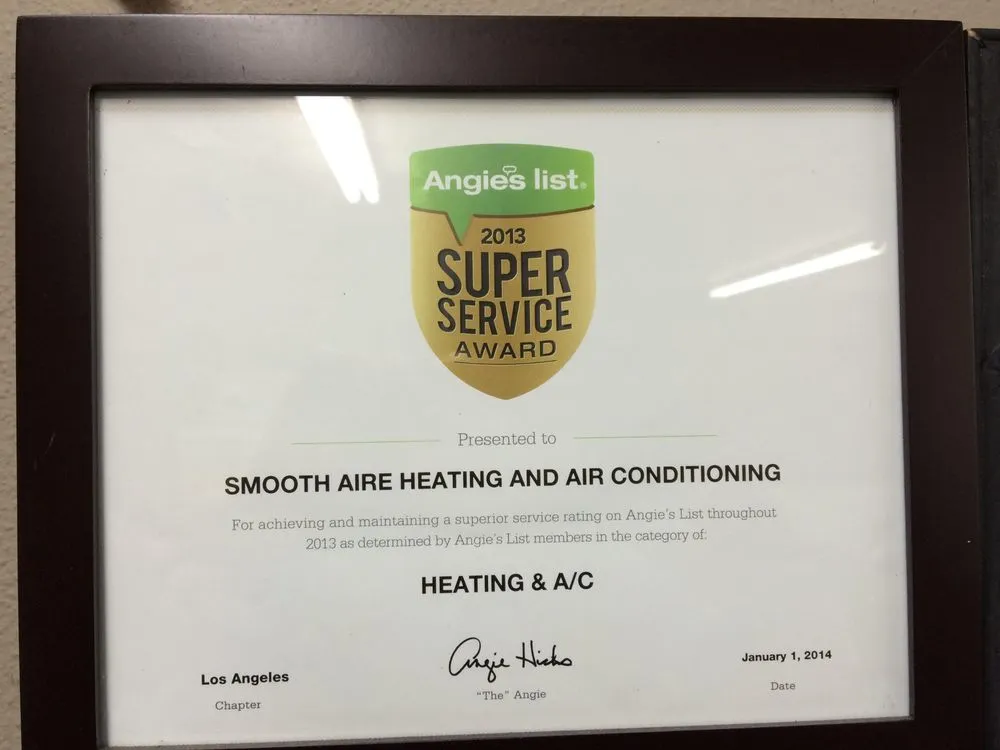 Angie's list®
2013
SUPER
SERVICE
AWARD
Presented to
SMOOTH AIRE HEATING AND AIR CONDITIONING
For achieving and maintaining a superior service rating on Angie's List throughout
2013 as determined by Angie's List members in the category of:
HEATING & A/C
Angie Hicks
Los Angeles
January 1, 2014
Chapter
"The" Angie
Date